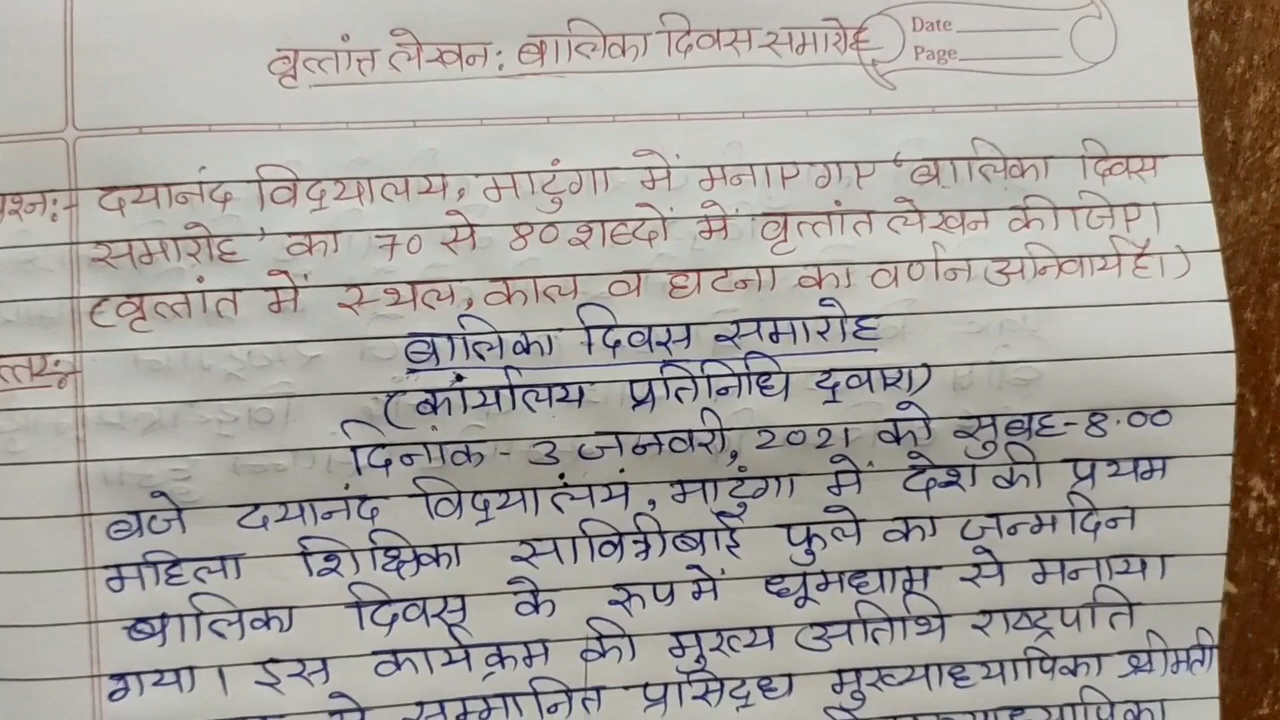 वृत्तांत लेखन: बालिका दिवस समारोह
Date
Page
प्रश्न:- दयानंद विद्यालय, माटुंगा में मनाए गए 'बालिका दिवस
समारोह' का 70 से 80 शब्दों में वृत्तांत लेखन कीजिए।
(वृत्तांत में स्थल, काल व घटना का वर्णन अनिवार्य है।)
बालिका दिवस समारोह
त्तर:-
(कार्यालय प्रतिनिधि द्वारा)
दिनांक - 3 जनवरी, 2021 को सुबह - 8.00
बजे दयानंद विद्यालय, माटुंगा में देश की प्रथम
महिला शिक्षिका सावित्रीबाई फुले का जन्मदिन
बालिका दिवस के रुप में धूमधाम से मनाया
गया। इस कार्यक्रम की मुख्य अतिथि राष्ट्रपति
सम्मानित प्रसिद्ध मुख्याध्यापिका श्रीमती